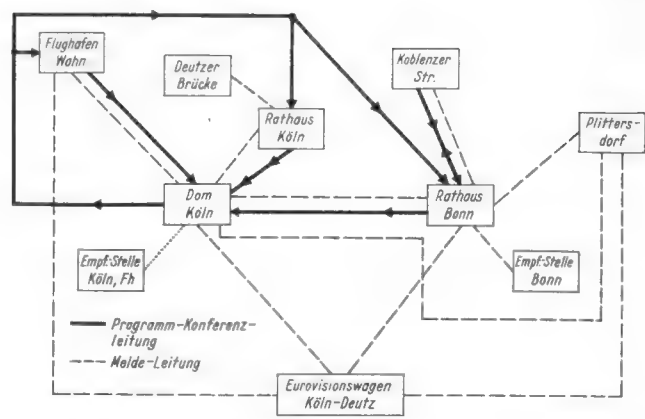 Flughafen
Wahn
Deutzer
Brücke
Koblenzer
Str.
Rathaus
Köln
Plitters-
dorf
Dom
Köln
Rathaus
Bonn
Empf.-Stelle
Köln, Fh
Empf.-Stelle
Bonn
Programm-Konferenz-
leitung
Melde-Leitung
Eurovisionswagen
Köln-Deutz